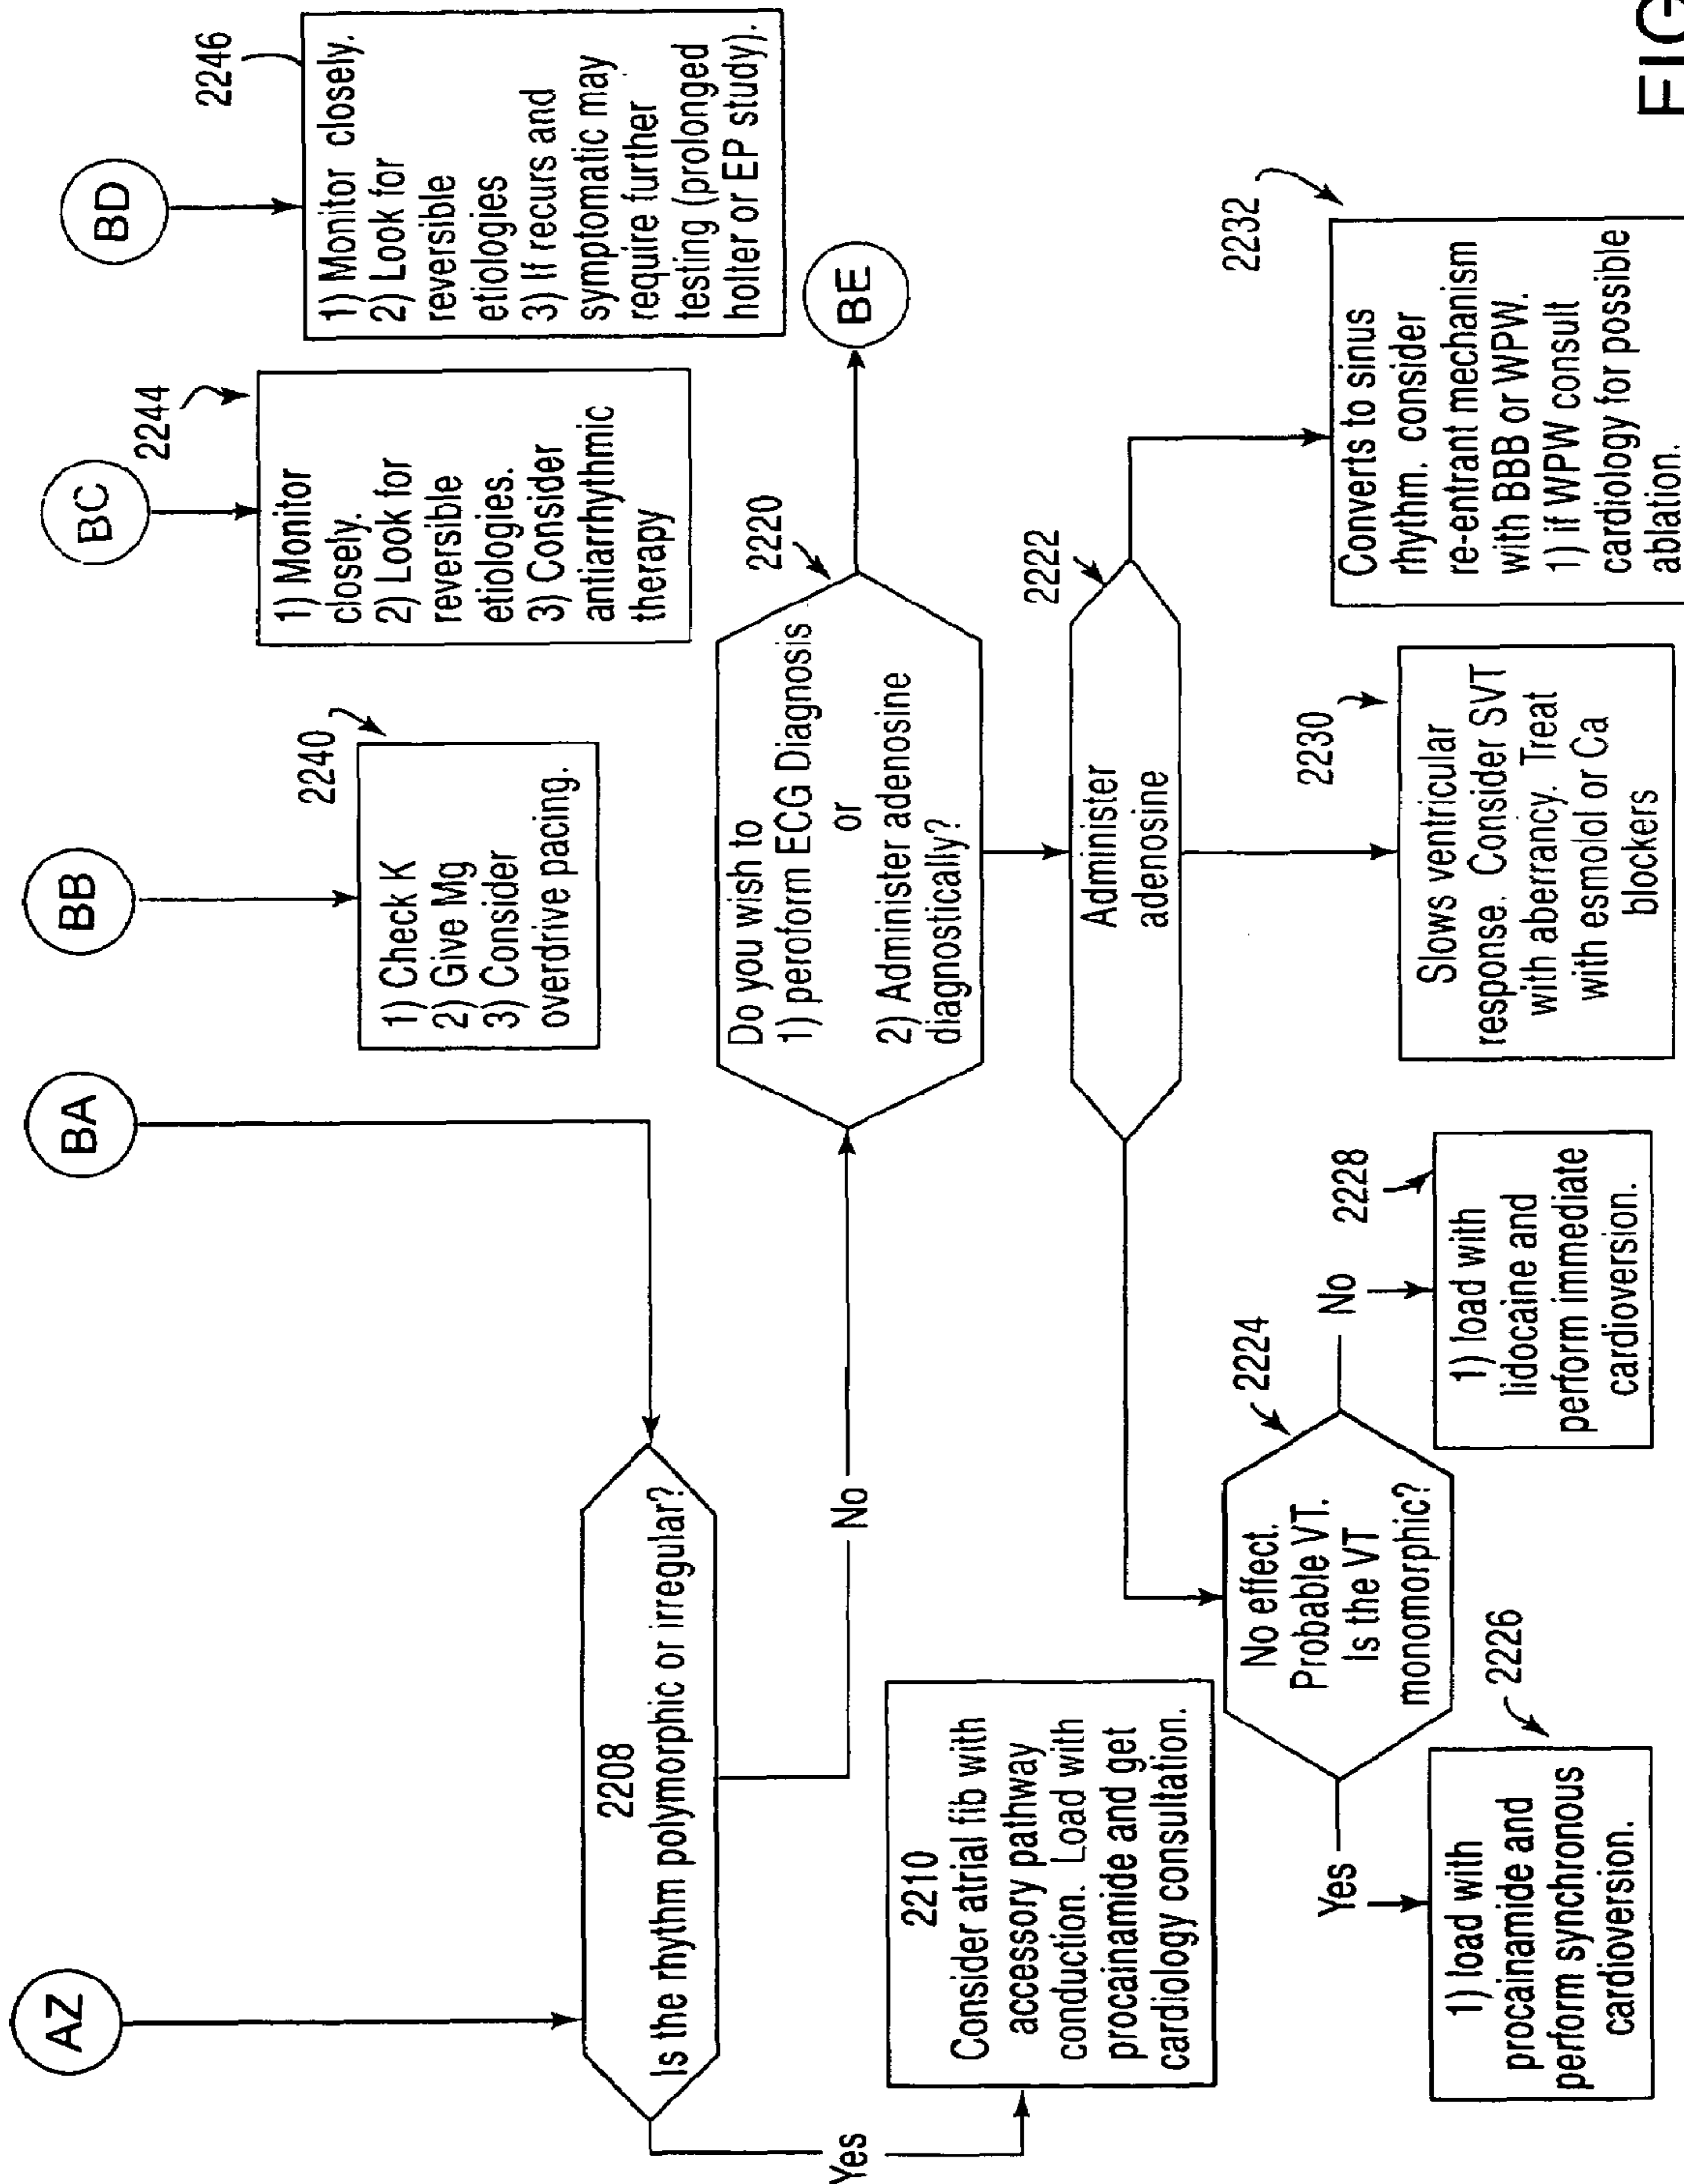 AZ
BA
BB
BC
BD
2208
Is the rhythm polymorphic or irregular?
Yes
No
2210
Consider atrial fib with
accessory pathway
conduction. Load with
procainamide and get
cardiology consultation.
2240
1) Check K
2) Give Mg
3) Consider
overdrive pacing.
2244
1) Monitor
closely.
2) Look for
reversible
etiologies.
3) Consider
antiarrhythmic
therapy
2246
1) Monitor closely.
2) Look for
reversible
etiologies
3) If recurs and
symptomatic may
require further
testing (prolonged
holter or EP study).
2220
Do you wish to
1) peroform ECG Diagnosis
or
2) Administer adenosine
diagnostically?
BE
2222
Administer
adenosine
2224
No effect.
Probable VT.
Is the VT
monomorphic?
Yes
No
2226
1) load with
procainamide and
perform synchronous
cardioversion.
2228
1) load with
lidocaine and
perform immediate
cardioversion.
2230
Slows ventricular
response. Consider SVT
with aberrancy. Treat
with esmolol or Ca
blockers
2232
Converts to sinus
rhythm. consider
re-entrant mechanism
with BBB or WPW.
1) if WPW consult
cardiology for possible
ablation.